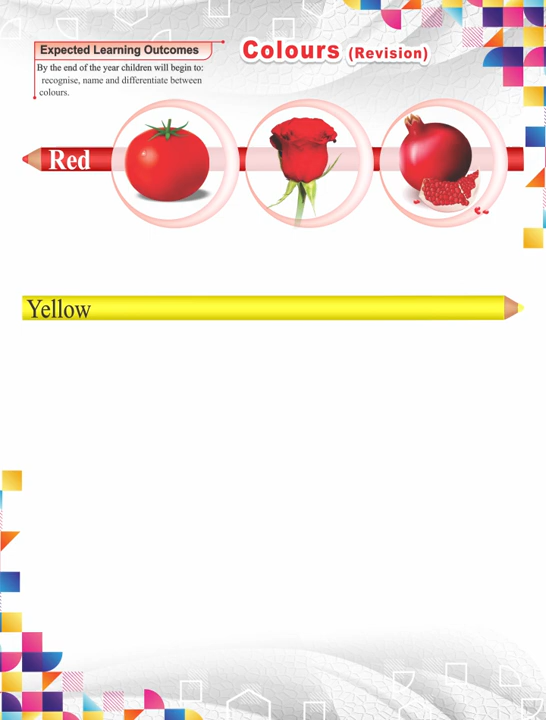 Expected Learning Outcomes
Colours (Revision)
By the end of the year children will begin to:
recognise, name and differentiate between
colours.
Red
Yellow